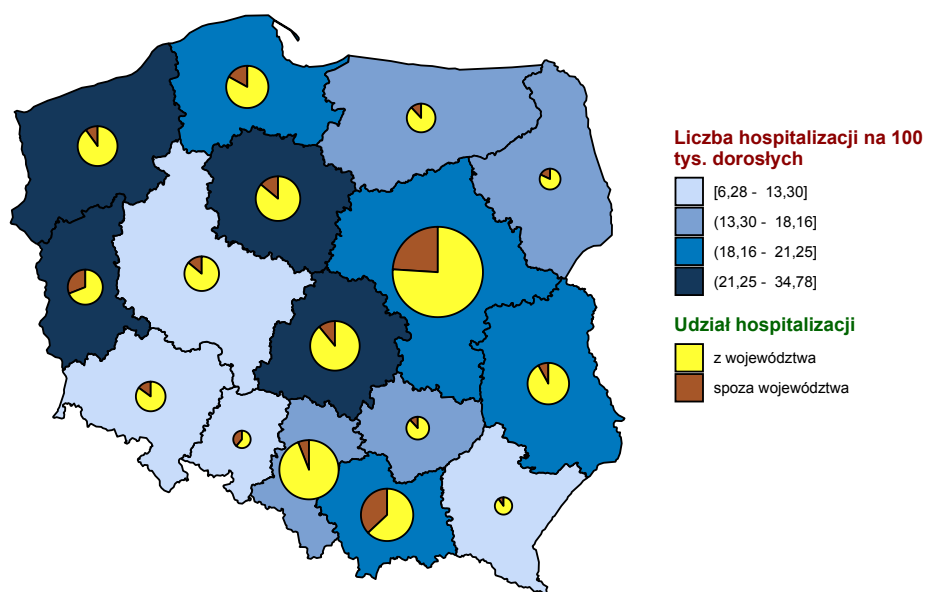 Liczba hospitalizacji na 100
tys. dorosłych
[6,28 - 13,30]
(13,30 - 18,16]
(18,16 - 21,25]
(21,25 - 34,78]
Udział hospitalizacji
z województwa
spoza województwa